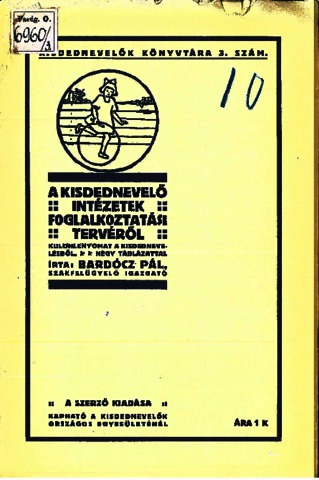 Vargy. O.
6960/3
KISDEDNEVELŐK KÖNYVTÁRA 3. SZÁM.
10
A KISDEDNEVELŐ
INTÉZETEK
FOGLALKOZTATÁSI
TERVÉRŐL
KÜLÖNLENYOMAT A KISDEDNEVE-
LÉSBŐL. NÉGY TÁBLÁZATTAL
ÍRTA: BARDÓCZ PÁL,
SZAKFELÜGYELŐ IGAZGATÓ
A SZERZŐ KIADÁSA
KAPHATÓ A KISDEDNEVELŐK
ORSZÁGOS EGYESÜLETÉNÉL
ÁRA 1 K